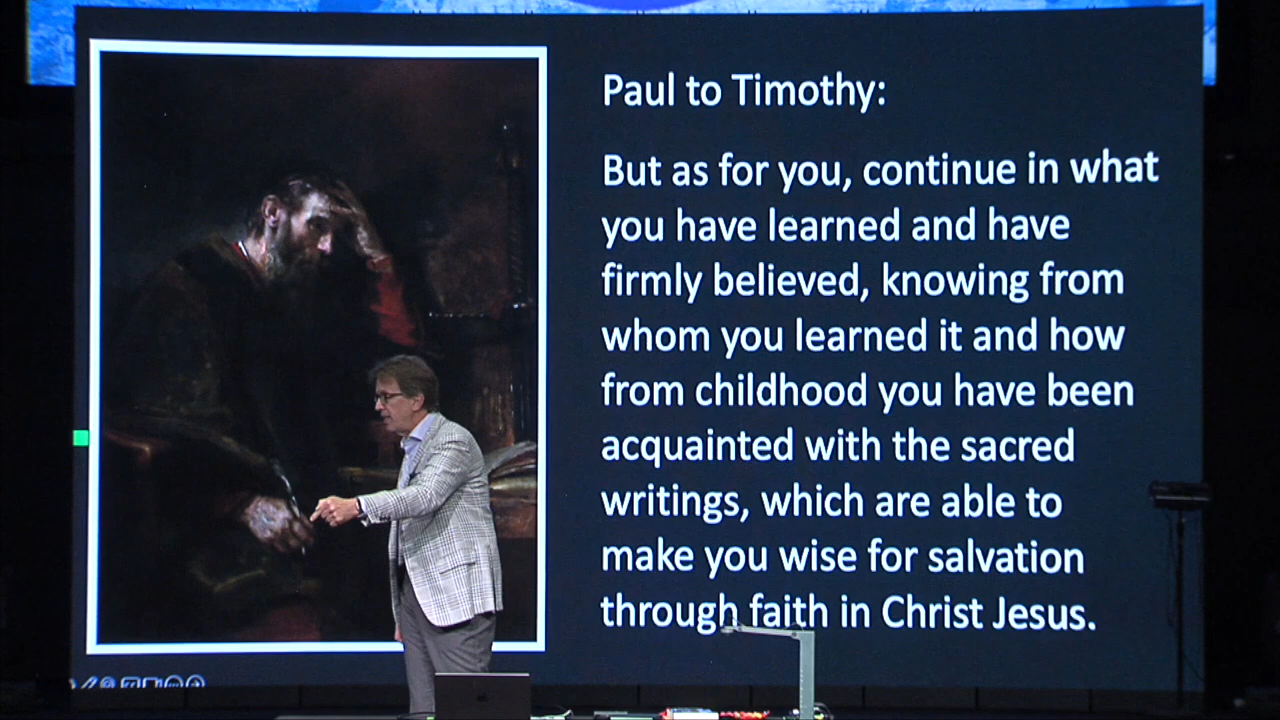 Paul to Timothy:
But as for you, continue in what
you have learned and have
firmly believed, knowing from
whom you learned it and how
from childhood you have been
acquainted with the sacred
writings, which are able to
make you wise for salvation
through faith in Christ Jesus.